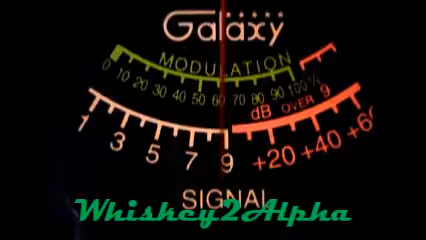 Galaxy
MODULATION
0 10 20 30 40 50 60 70 80 90 100 %
dB OVER 9
1 3 5 7 9 +20 +40 +60
SIGNAL
Whiskey2Alpha